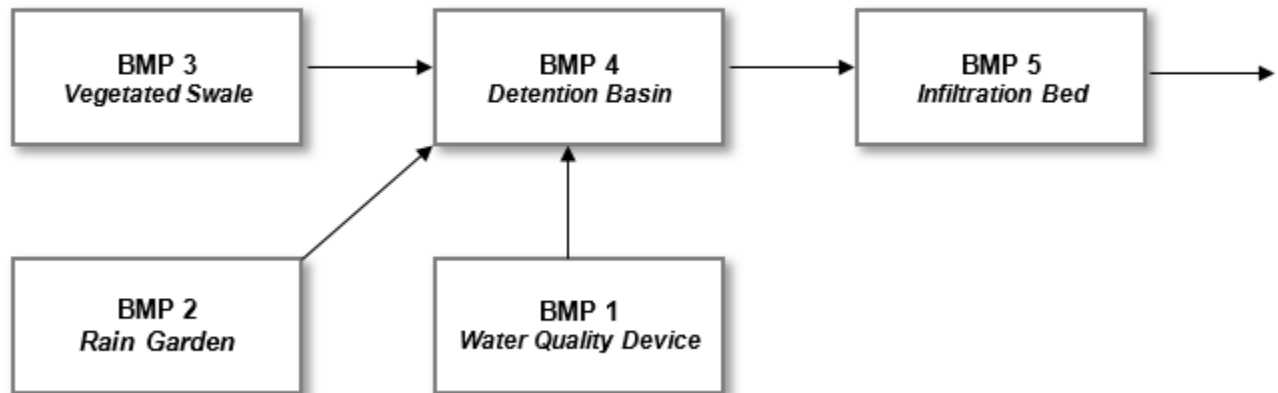 BMP 3
Vegetated Swale
BMP 4
Detention Basin
BMP 5
Infiltration Bed
BMP 2
Rain Garden
BMP 1
Water Quality Device